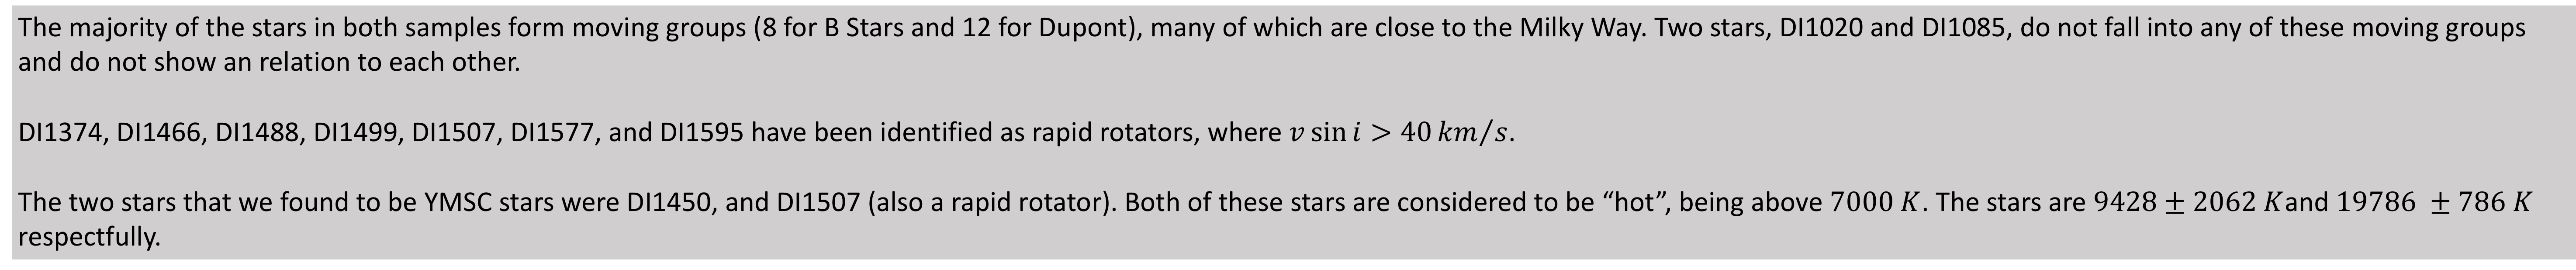 The majority of the stars in both samples form moving groups (8 for B Stars and 12 for Dupont), many of which are close to the Milky Way. Two stars, DI1020 and DI1085, do not fall into any of these moving groups
and do not show an relation to each other.
DI1374, DI1466, DI1488, DI1499, DI1507, DI1577, and DI1595 have been identified as rapid rotators, where v sin i > 40 km/s.
The two stars that we found to be YMSC stars were DI1450, and DI1507 (also a rapid rotator). Both of these stars are considered to be “hot”, being above 7000 K. The stars are 9428 ± 2062 Kand 19786 ± 786 K
respectfully.